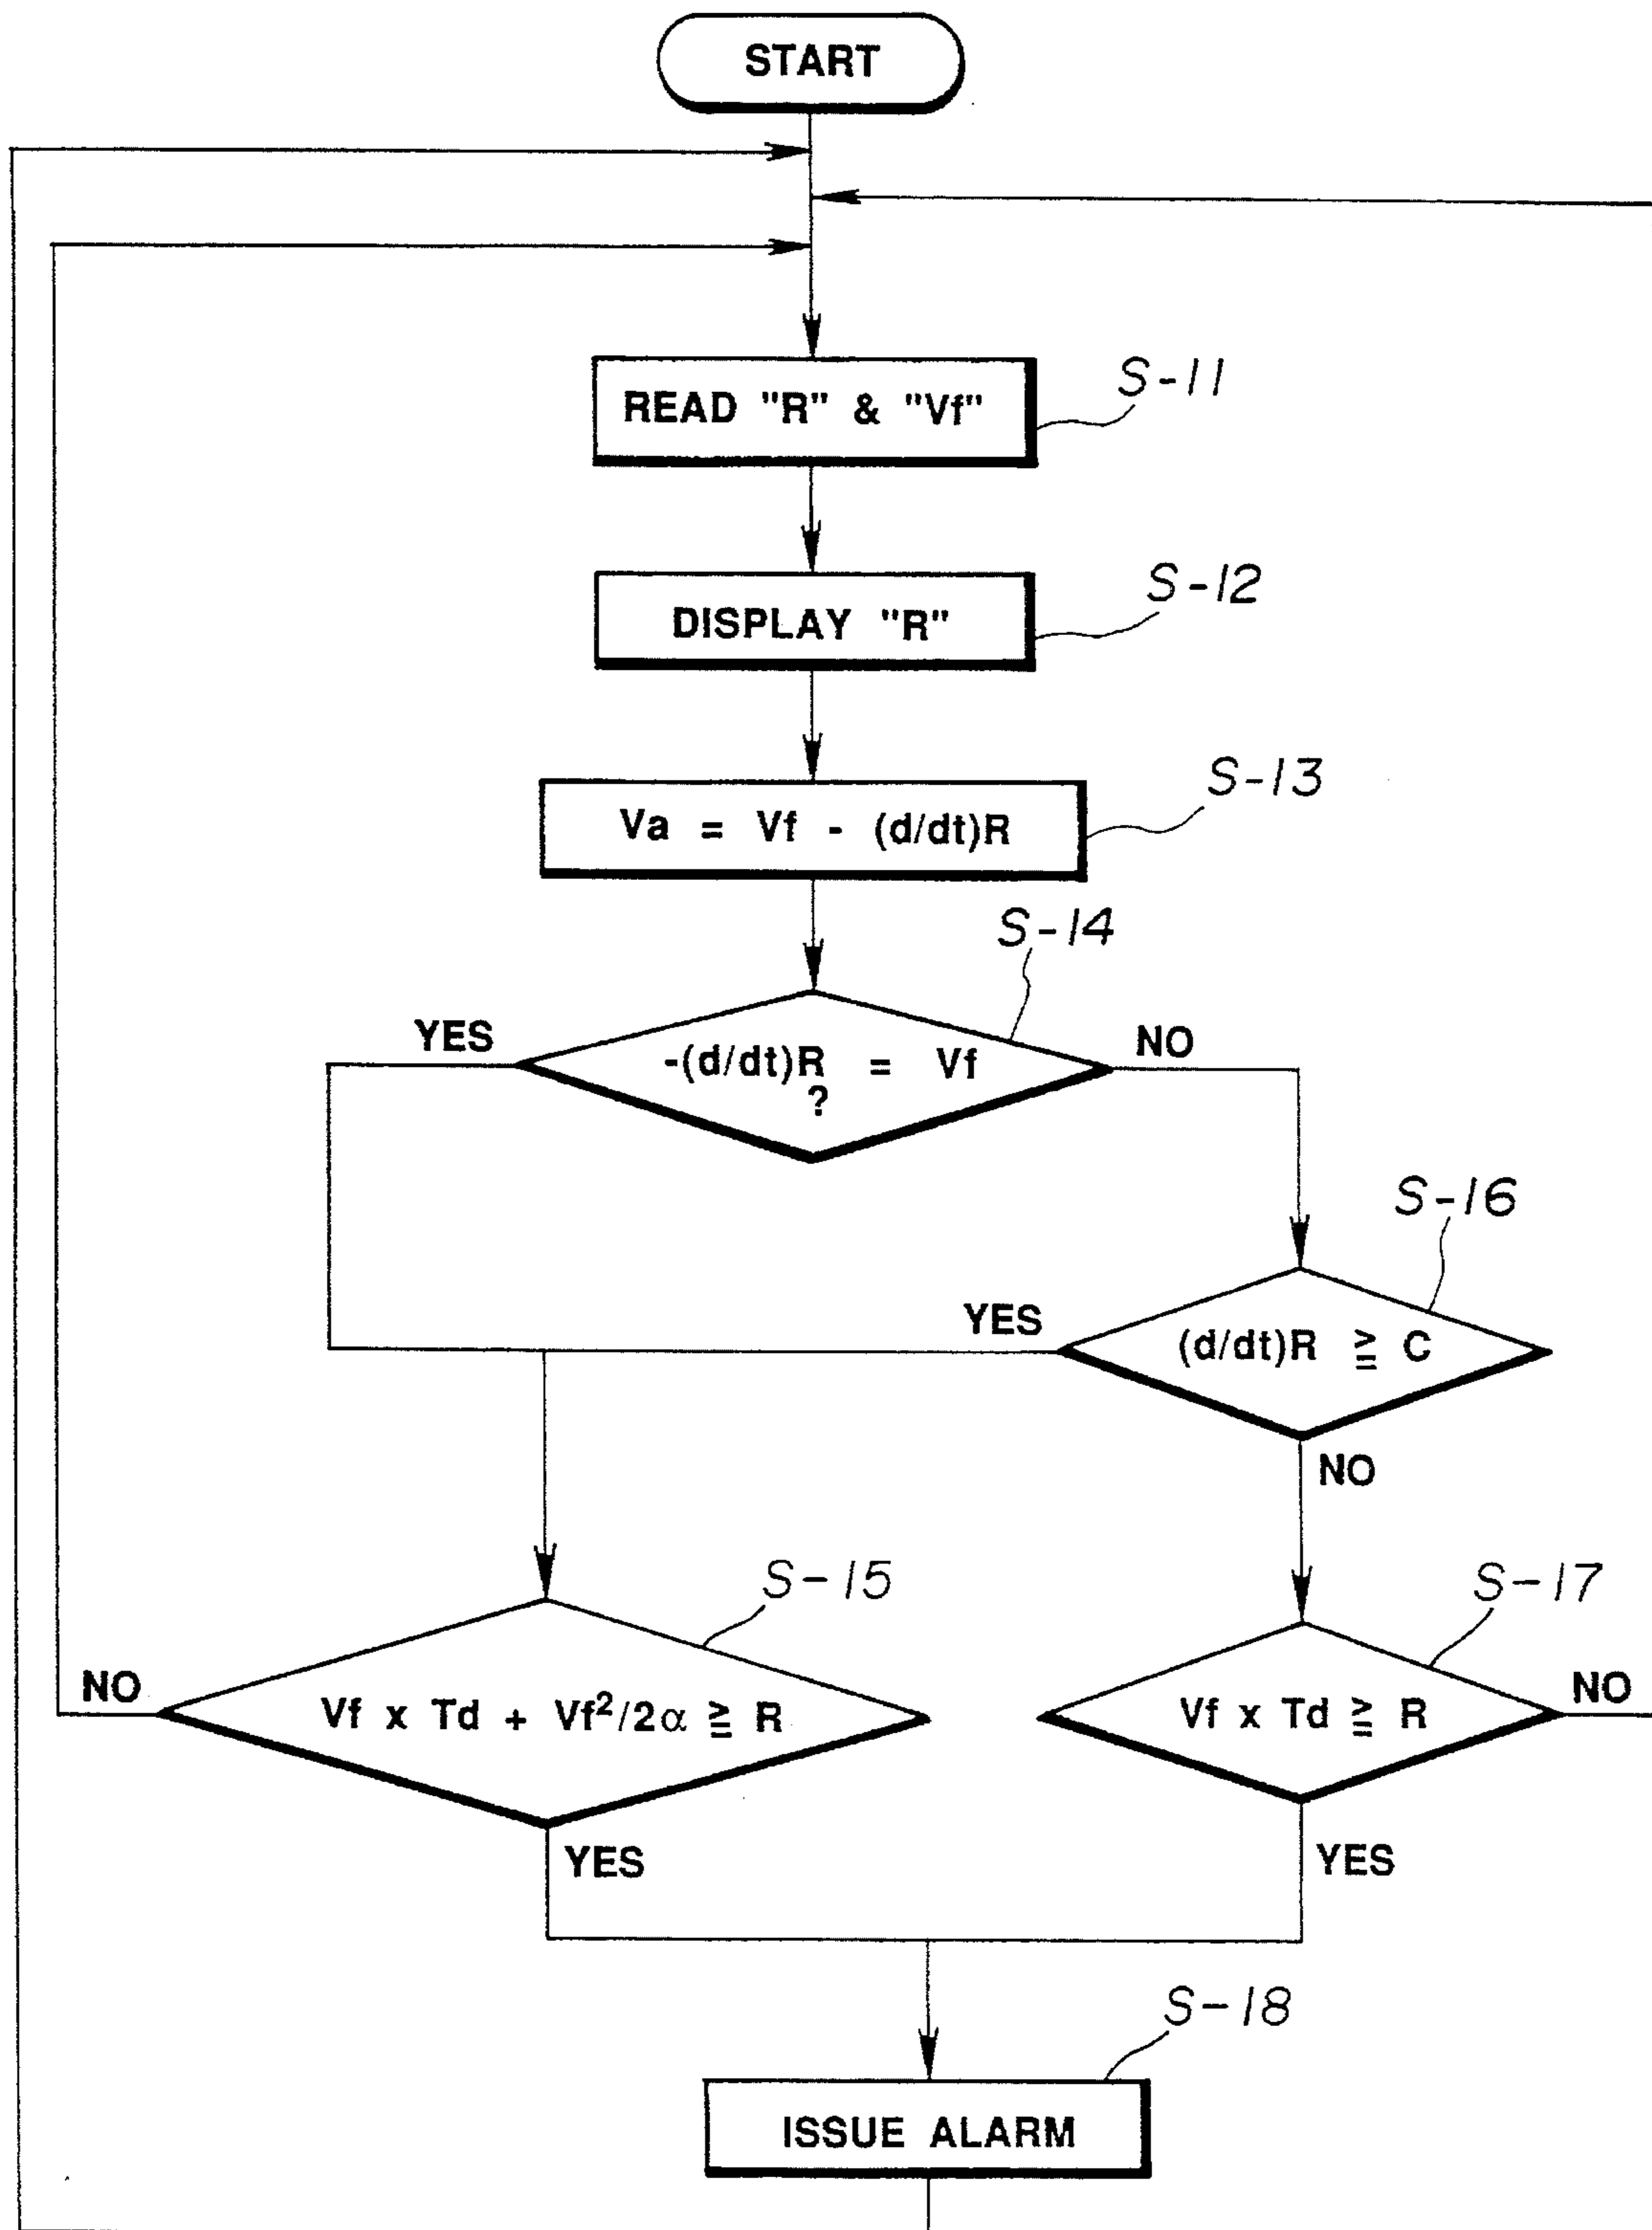 START
READ "R" & "Vf"
S-11
DISPLAY "R"
S-12
Va = Vf - (d/dt)R
S-13
S-14
YES
-(d/dt)R = Vf
?
NO
S-16
YES
(d/dt)R ≧ C
NO
S-15
S-17
NO
Vf x Td + Vf²/2α ≧ R
Vf x Td ≧ R
NO
YES
YES
S-18
ISSUE ALARM